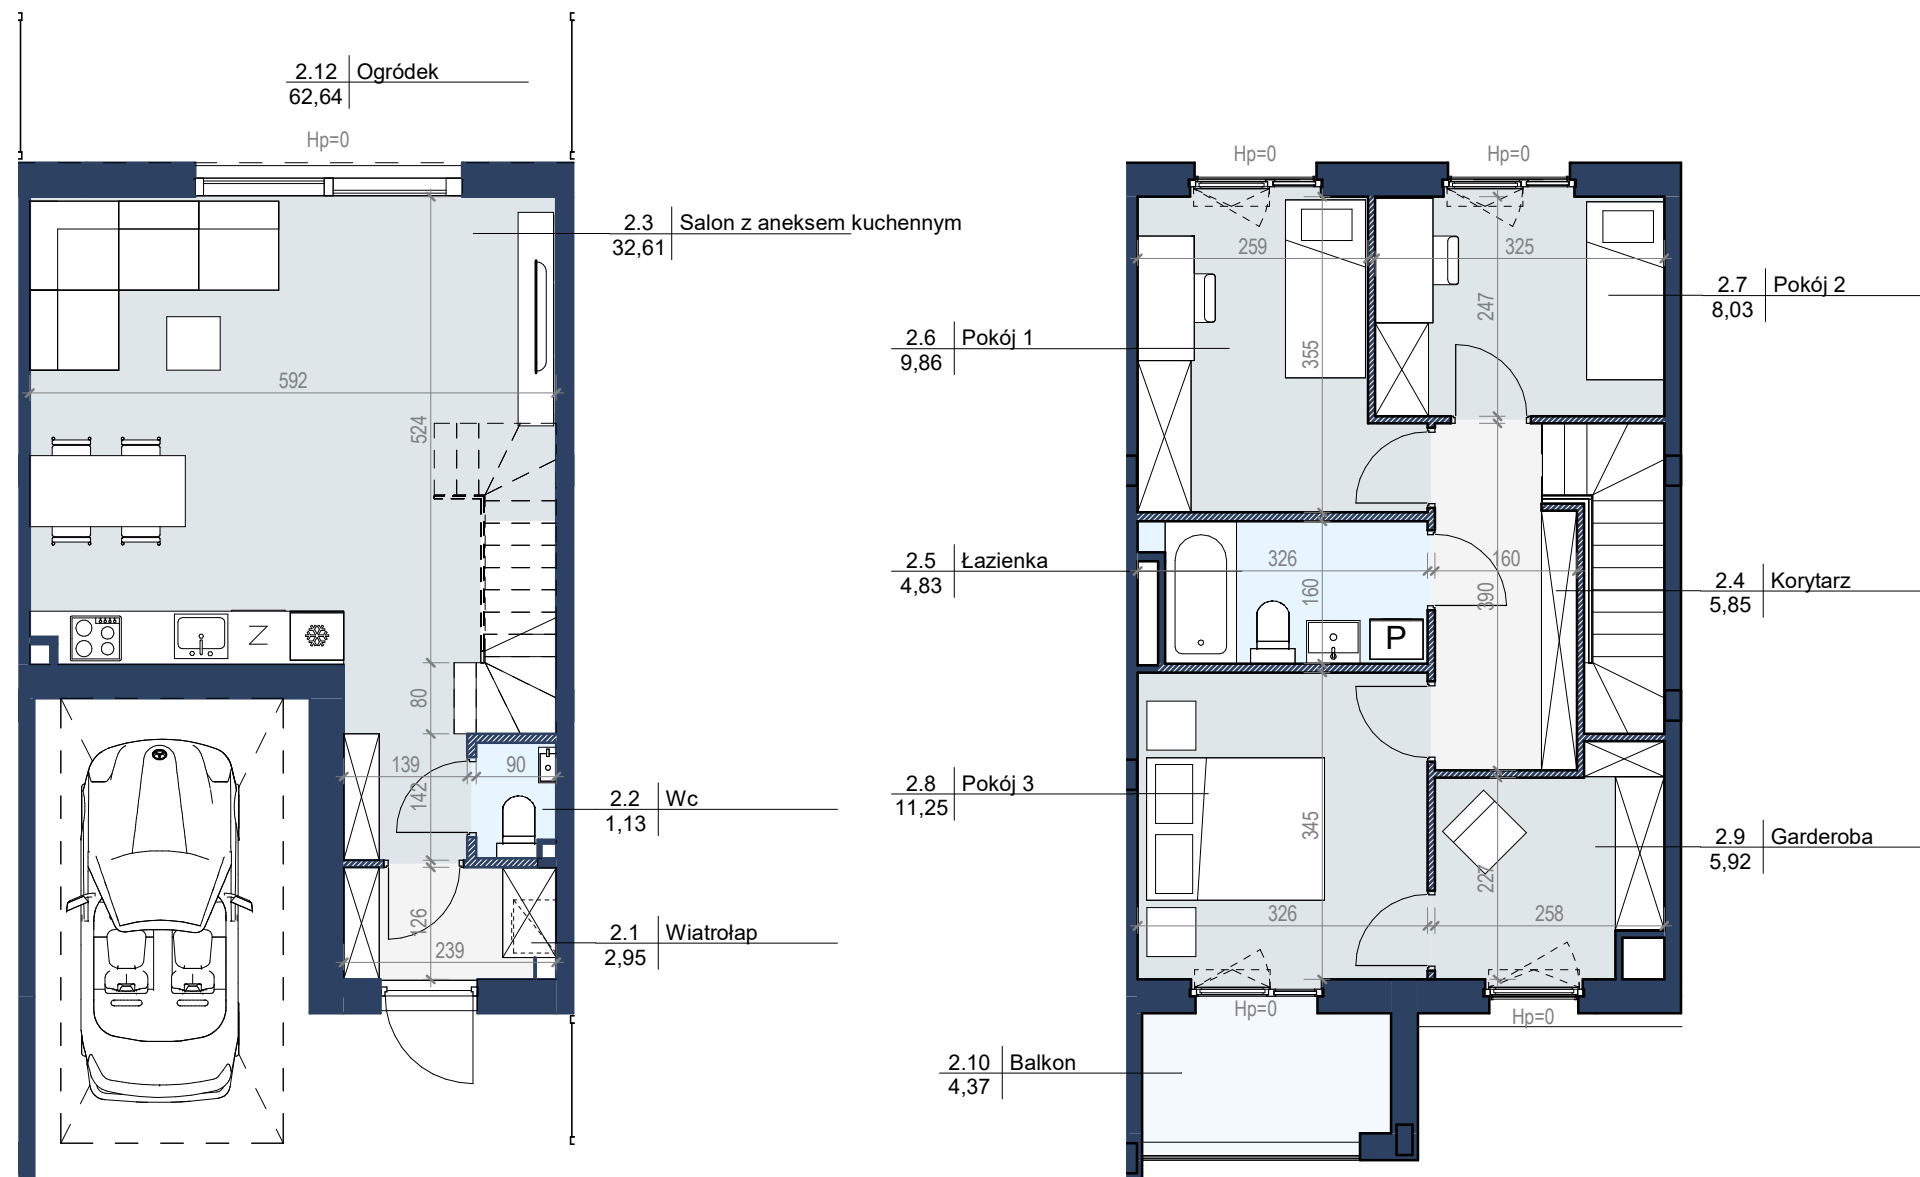 2.12 Ogródek
62,64
Hp=0
2.3 Salon z aneksem kuchennym
32,61
592
524
80
139
142
90
2.2 Wc
1,13
126
239
2.1 Wiatrołap
2,95
Z
Hp=0
Hp=0
259
325
2.7 Pokój 2
8,03
247
2.6 Pokój 1
9,86
355
2.5 Łazienka
4,83
326
160
160
390
P
2.4 Korytarz
5,85
2.8 Pokój 3
11,25
345
2.9 Garderoba
5,92
227
326
258
Hp=0
Hp=0
2.10 Balkon
4,37